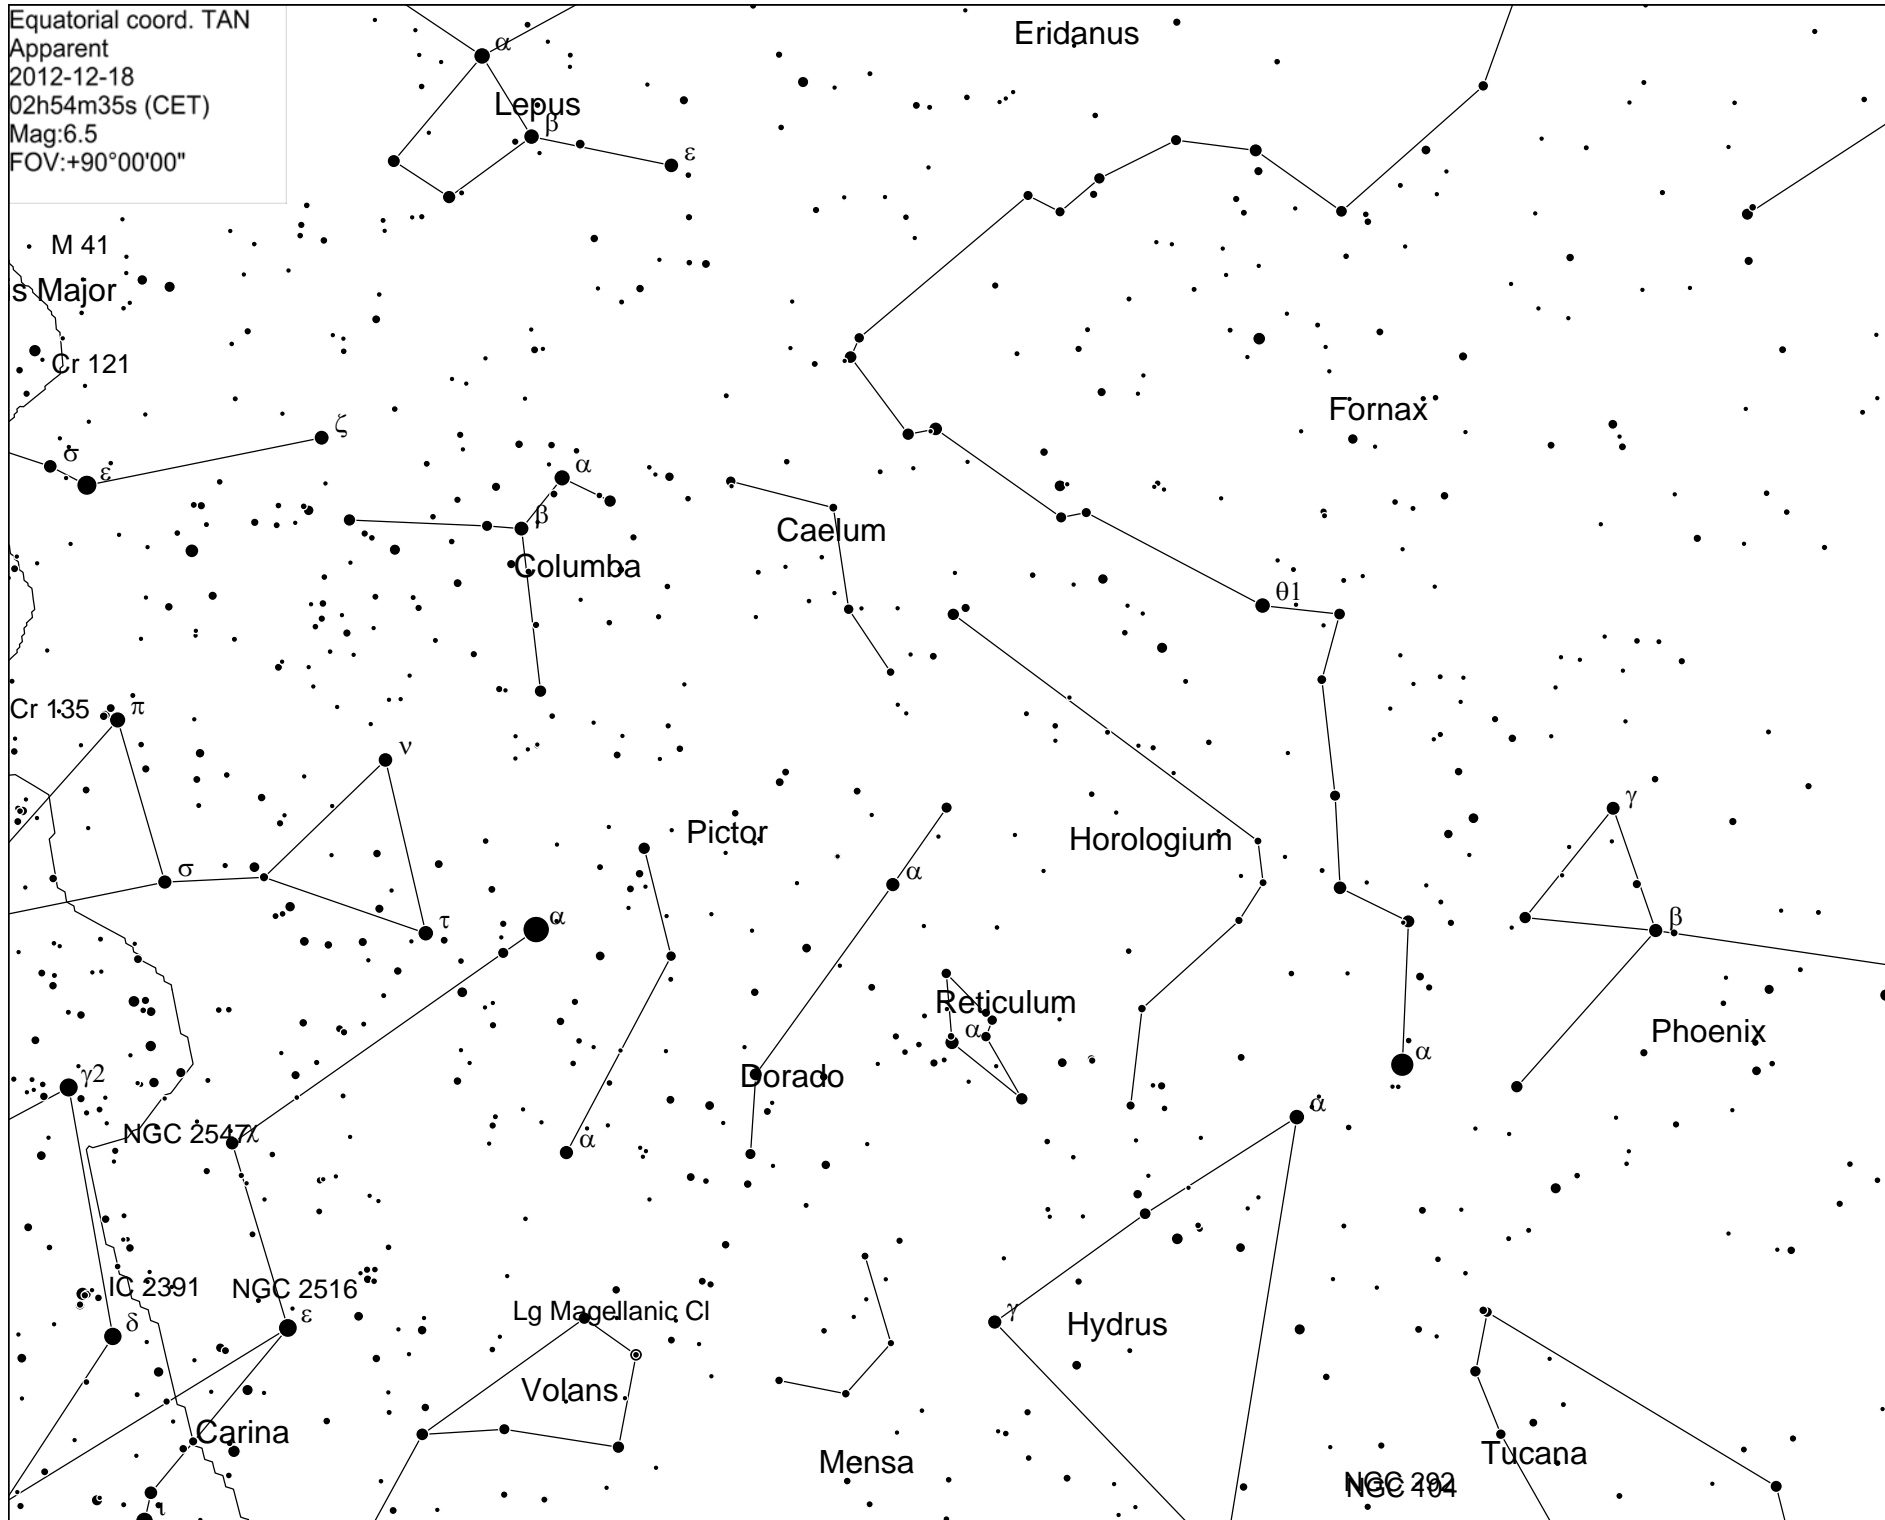 Equatorial coord. TAN
Apparent
2012-12-18
02h54m35s (CET)
Mag:6.5
FOV:+90°00'00"
Eridanus
α
Lepus
β
ε
M 41
s Major
Cr 121
Fornax
ζ
σ
ε
α
β
Caelum
Columba
θ1
Cr 135
π
ν
γ
Pictor
Horologium
α
σ
τ
α
β
Reticulum
α
Phoenix
α
γ2
Dorado
α
NGC 2547
χ
α
IC 2391
NGC 2516
Lg Magellanic Cl
γ
Hydrus
δ
ε
Volans
Carina
Mensa
Tucana
NGC 292
NGC 104
ι